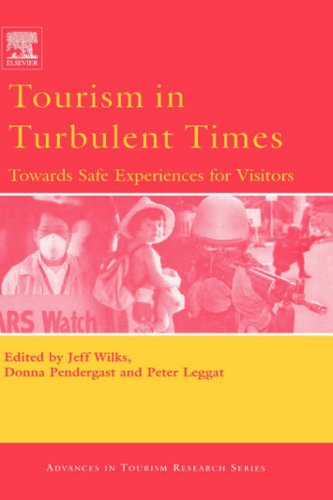 ELSEVIER
Tourism in
Turbulent Times
Towards Safe Experiences for Visitors
ARS Watch
Edited by Jeff Wilks,
Donna Pendergast and Peter Leggat
Advances in Tourism Research Series